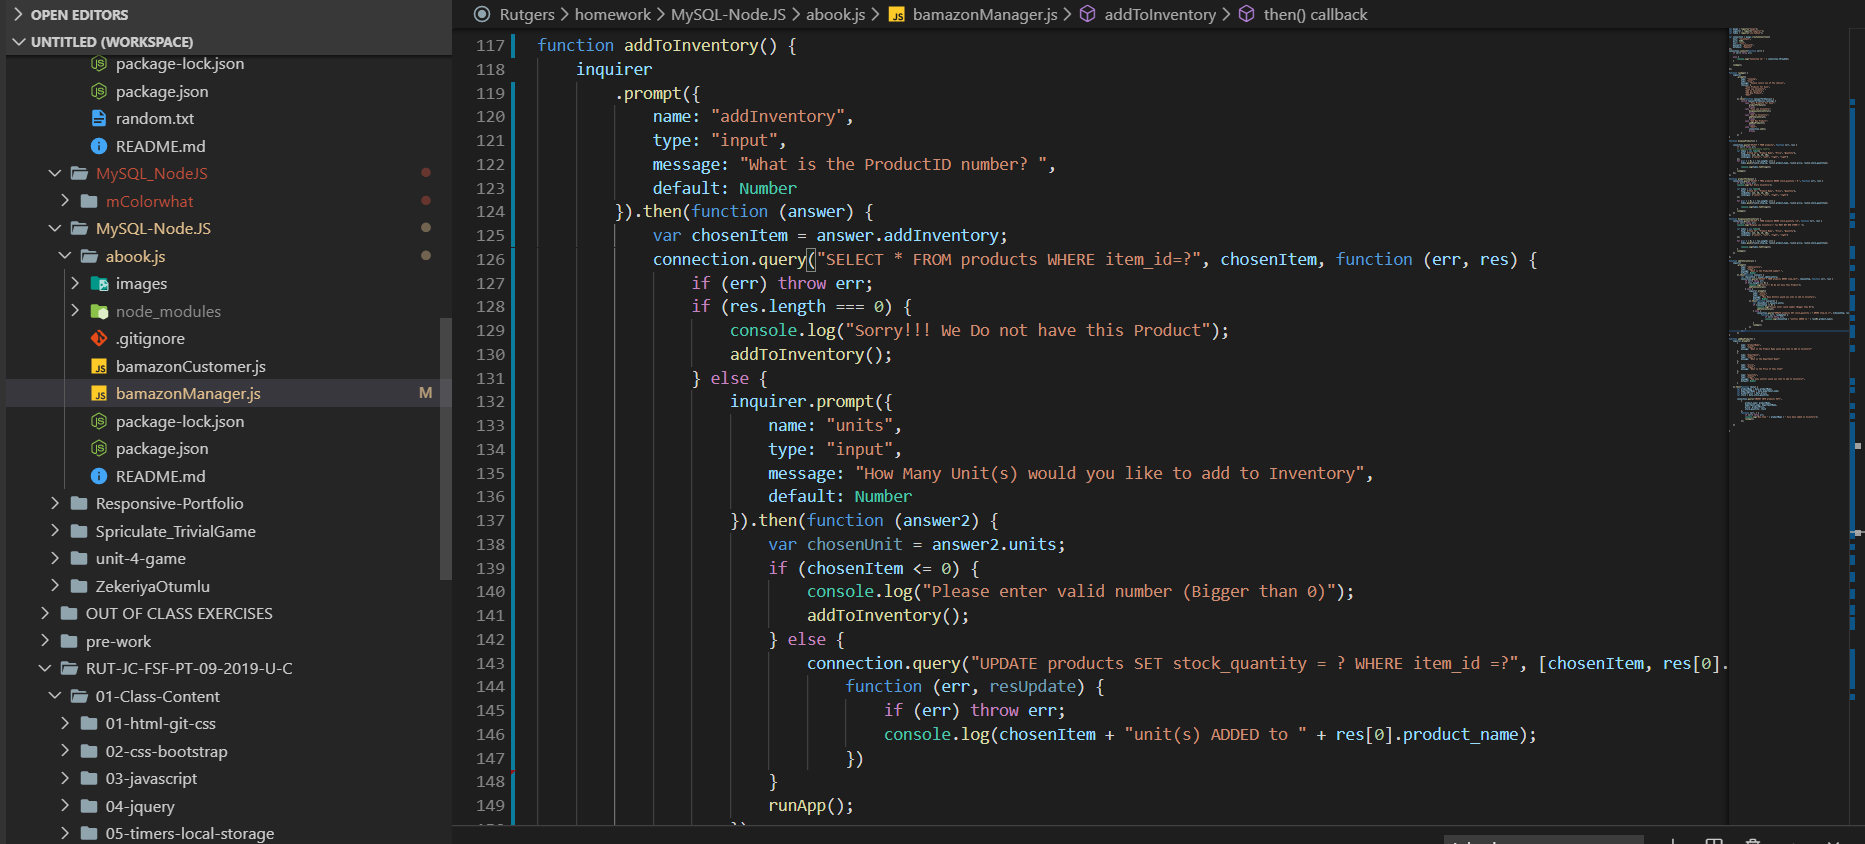 OPEN EDITORS
UNTITLED (WORKSPACE)
package-lock.json
package.json
random.txt
README.md
MySQL_NodeJS
mColorwhat
MySQL-NodeJS
abook.js
images
node_modules
.gitignore
bamazonCustomer.js
bamazonManager.js M
package-lock.json
package.json
README.md
Responsive-Portfolio
Spriculate_TrivialGame
unit-4-game
ZekeriyaOtumlu
OUT OF CLASS EXERCISES
pre-work
RUT-JC-FSF-PT-09-2019-U-C
01-Class-Content
01-html-git-css
02-css-bootstrap
03-javascript
04-jquery
05-timers-local-storage
Rutgers > homework > MySQL-NodeJS > abook.js > JS bamazonManager.js > addToInventory > then() callback
117 function addToInventory() {
118 inquirer
119 .prompt({
120 name: "addInventory",
121 type: "input",
122 message: "What is the ProductID number? ",
123 default: Number
124 }).then(function (answer) {
125 var chosenItem = answer.addInventory;
126 connection.query("SELECT * FROM products WHERE item_id=?", chosenItem, function (err, res) {
127 if (err) throw err;
128 if (res.length === 0) {
129 console.log("Sorry!!! We Do not have this Product");
130 addToInventory();
131 } else {
132 inquirer.prompt({
133 name: "units",
134 type: "input",
135 message: "How Many Unit(s) would you like to add to Inventory",
136 default: Number
137 }).then(function (answer2) {
138 var chosenUnit = answer2.units;
139 if (chosenItem <= 0) {
140 console.log("Please enter valid number (Bigger than 0)");
141 addToInventory();
142 } else {
143 connection.query("UPDATE products SET stock_quantity = ? WHERE item_id =?", [chosenItem, res[0].
144 function (err, resUpdate) {
145 if (err) throw err;
146 console.log(chosenItem + "unit(s) ADDED to " + res[0].product_name);
147 })
148 }
149 runApp();